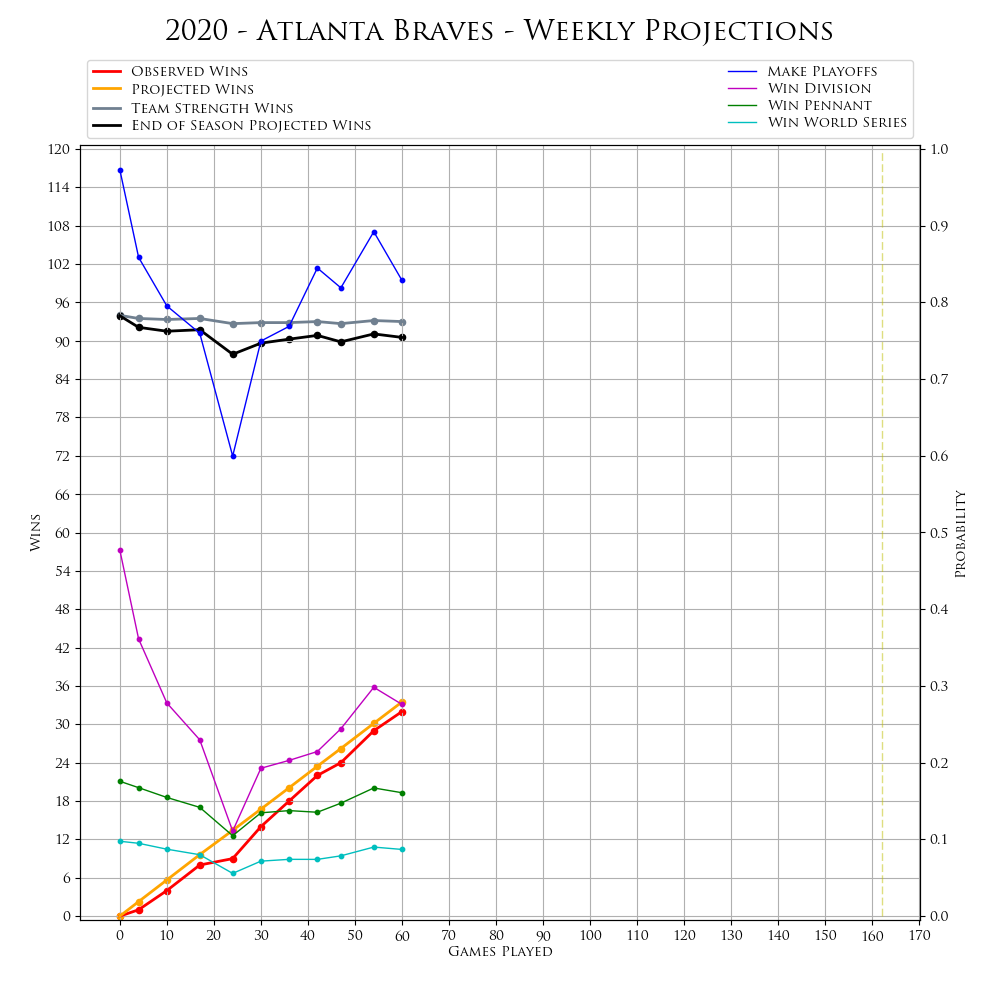 2020 - Atlanta Braves - Weekly Projections
Observed Wins
Projected Wins
Team Strength Wins
End of Season Projected Wins
Make Playoffs
Win Division
Win Pennant
Win World Series
120
114
108
102
96
90
84
78
72
66
60
54
48
42
36
30
24
18
12
6
0
Wins
1.0
0.9
0.8
0.7
0.6
0.5
0.4
0.3
0.2
0.1
0.0
Probability
0 10 20 30 40 50 60 70 80 90 100 110 120 130 140 150 160 170
Games Played